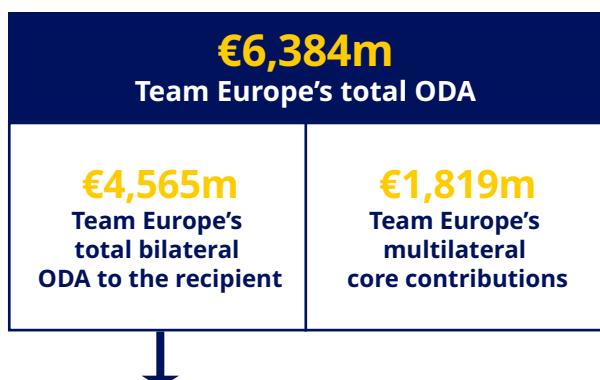 €6,384m
Team Europe’s total ODA
€4,565m
Team Europe’s
total bilateral
ODA to the recipient
€1,819m
Team Europe’s
multilateral
core contributions